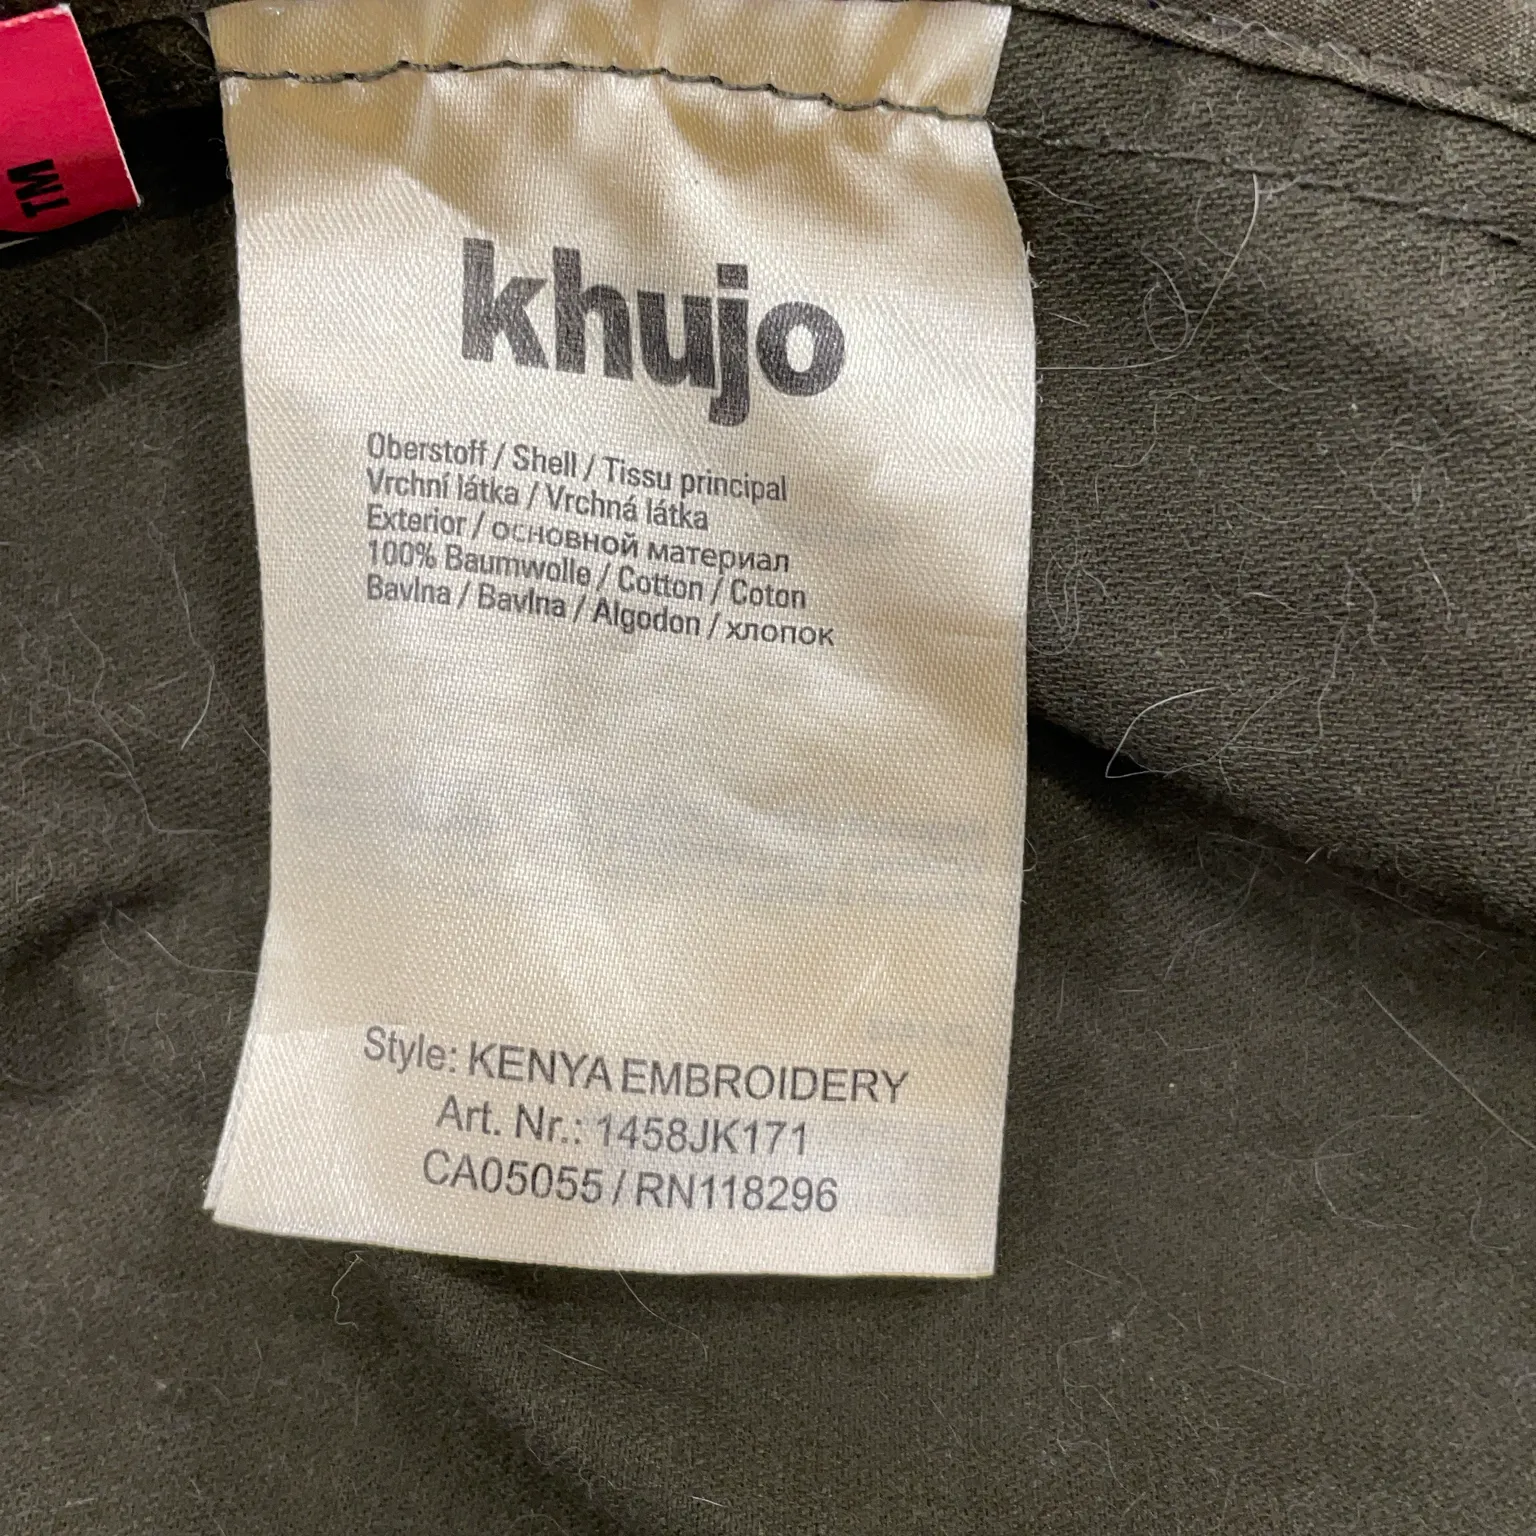 TM
khujo
Oberstoff / Shell / Tissu principal
Vrchní látka / Vrchná látka
Exterior / основной материал
100% Baumwolle / Cotton / Coton
Bavlna / Bavlna / Algodon / хлопок
Style: KENYA EMBROIDERY
Art. Nr.: 1458JK171
CA05055 / RN118296